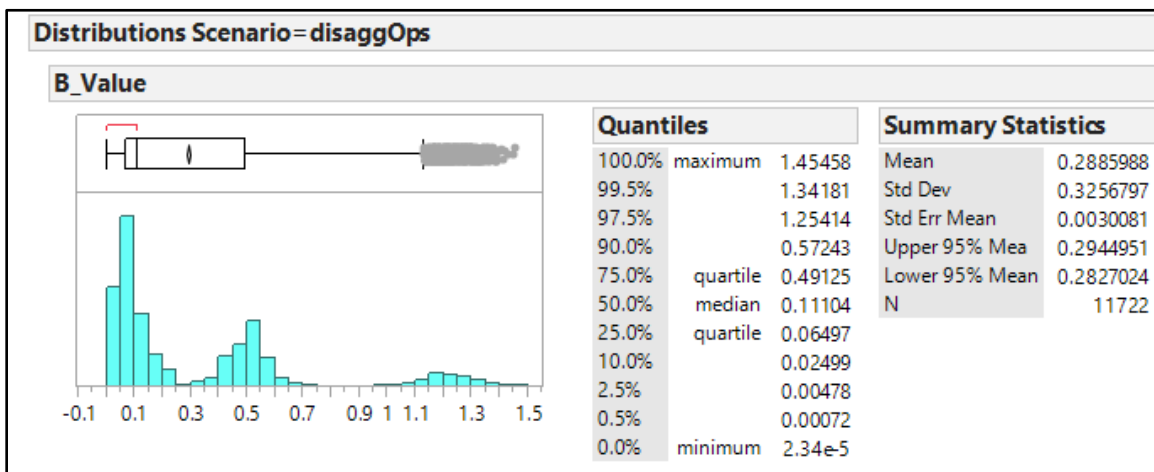 Distributions Scenario=disaggOps
B_Value
-0.1 0.1 0.3 0.5 0.7 0.9 1 1.1 1.3 1.5
Quantiles
100.0% maximum 1.45458
99.5% 1.34181
97.5% 1.25414
90.0% 0.57243
75.0% quartile 0.49125
50.0% median 0.11104
25.0% quartile 0.06497
10.0% 0.02499
2.5% 0.00478
0.5% 0.00072
0.0% minimum 2.34e-5
Summary Statistics
Mean 0.2885988
Std Dev 0.3256797
Std Err Mean 0.0030081
Upper 95% Mea 0.2944951
Lower 95% Mean 0.2827024
N 11722